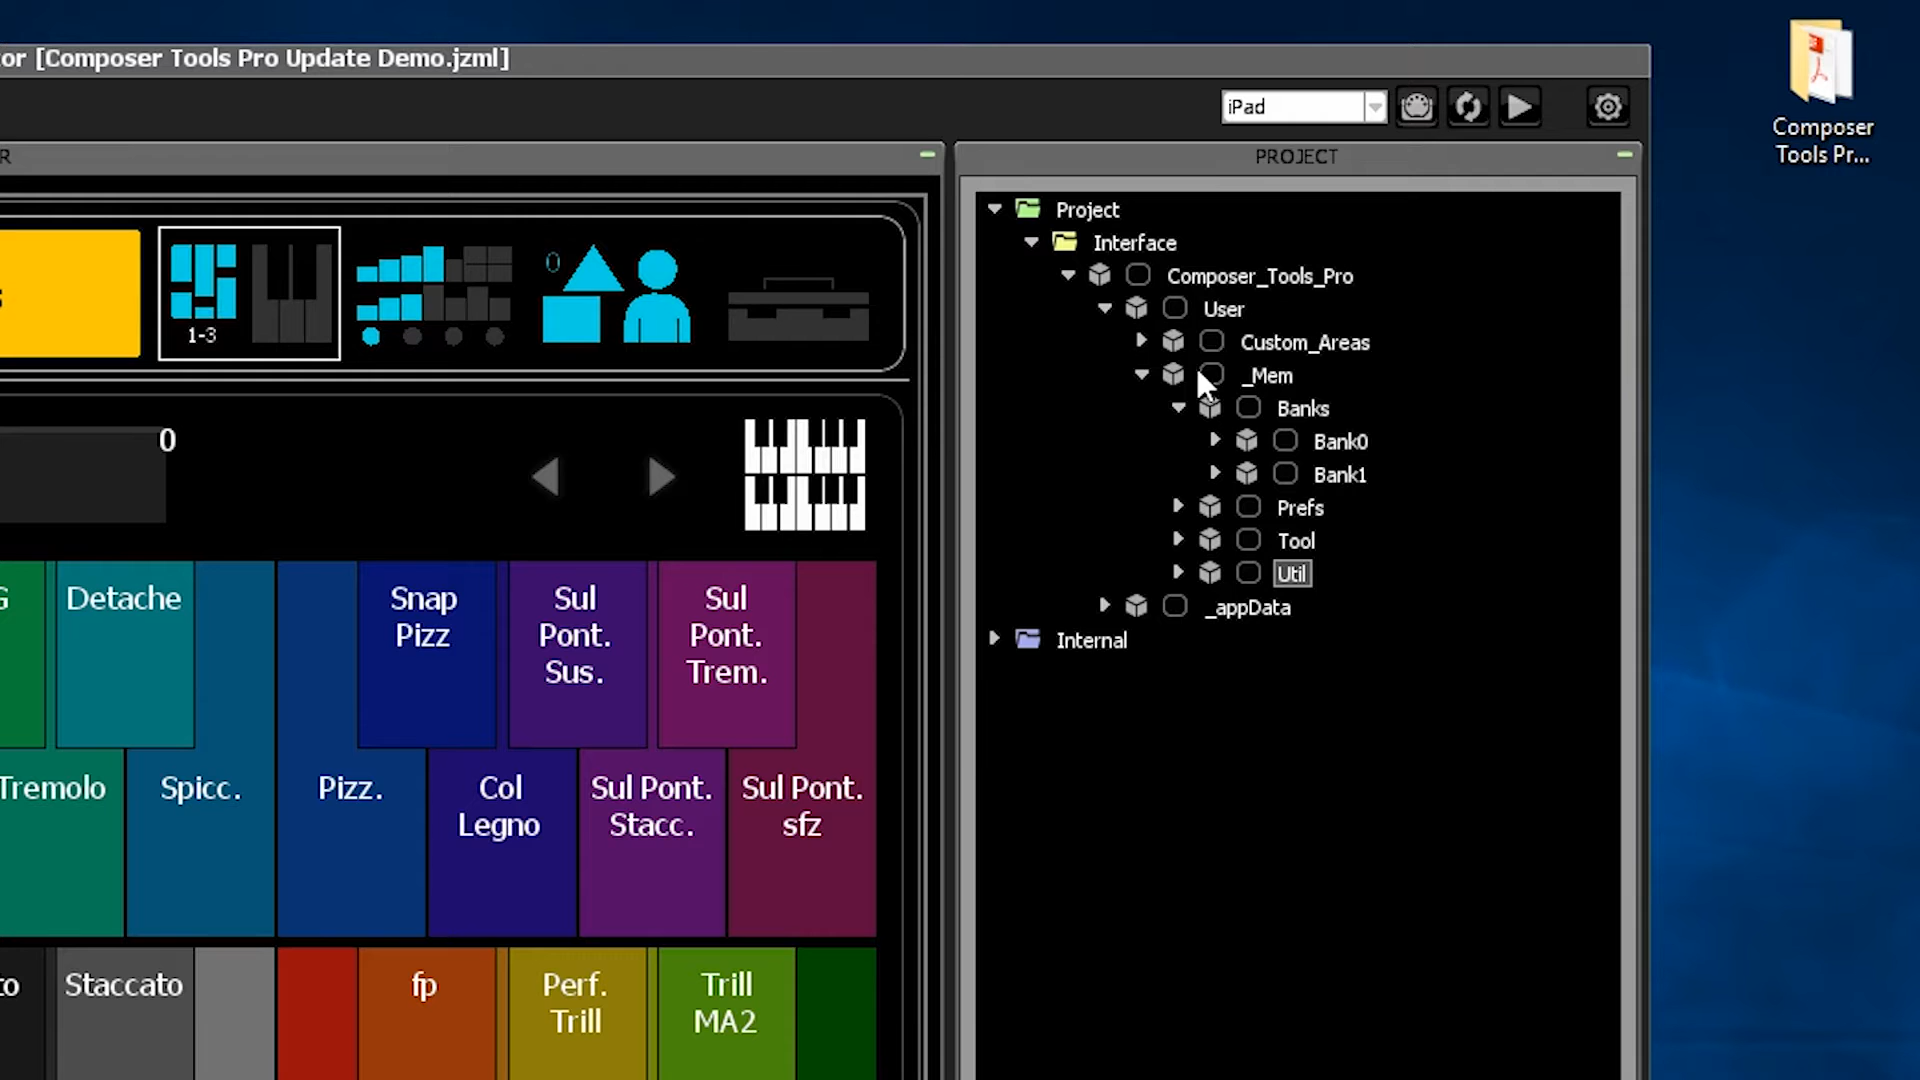 or [Composer Tools Pro Update Demo.jzml]
iPad
Composer
Tools Pr...
R
PROJECT
Project
Interface
Composer_Tools_Pro
User
Custom_Areas
_Mem
Banks
Bank0
Bank1
Prefs
Tool
Util
_appData
Internal
s
1-3
0
0
G
Detache
Snap
Pizz
Sul
Pont.
Sus.
Sul
Pont.
Trem.
Tremolo
Spicc.
Pizz.
Col
Legno
Sul Pont.
Stacc.
Sul Pont.
sfz
to
Staccato
fp
Perf.
Trill
Trill
MA2